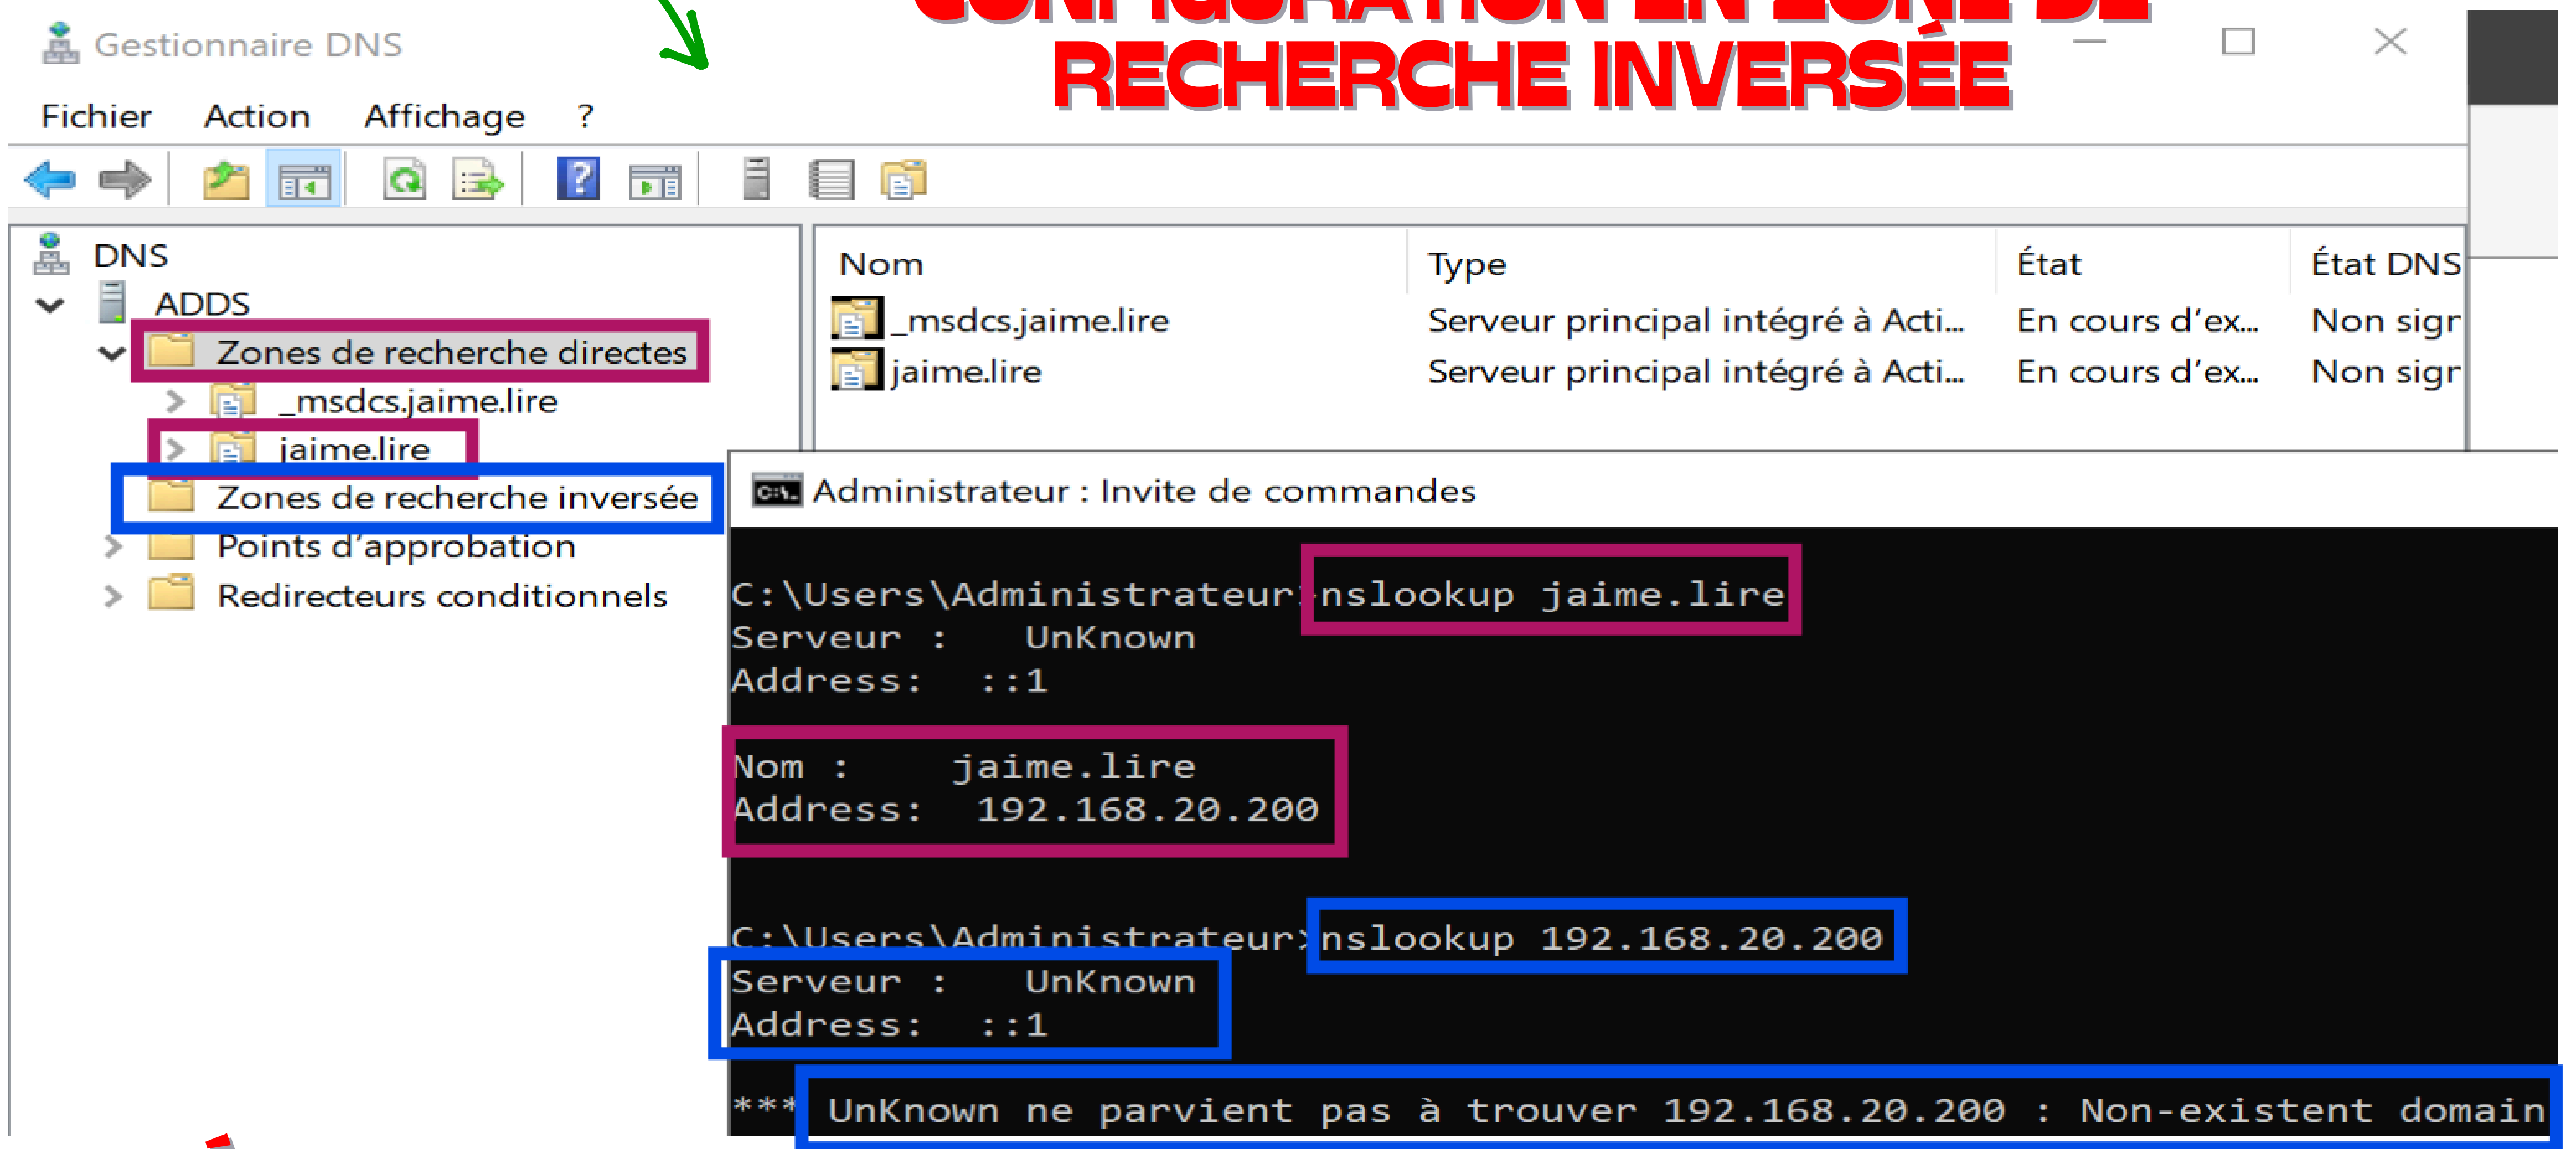 CONFIGURATION EN ZONE DE
RECHERCHE INVERSÉE
Gestionnaire DNS
Fichier Action Affichage ?
DNS
ADDS
Zones de recherche directes
_msdcs.jaime.lire
jaime.lire
Zones de recherche inversée
Points d'approbation
Redirecteurs conditionnels
Nom Type État État DNS
_msdcs.jaime.lire Serveur principal intégré à Acti... En cours d'ex... Non sigr
jaime.lire Serveur principal intégré à Acti... En cours d'ex... Non sigr
Administrateur : Invite de commandes
C:\Users\Administrateur>nslookup jaime.lire
Serveur : UnKnown
Address: ::1
Nom : jaime.lire
Address: 192.168.20.200
C:\Users\Administrateur>nslookup 192.168.20.200
Serveur : UnKnown
Address: ::1
*** UnKnown ne parvient pas à trouver 192.168.20.200 : Non-existent domain